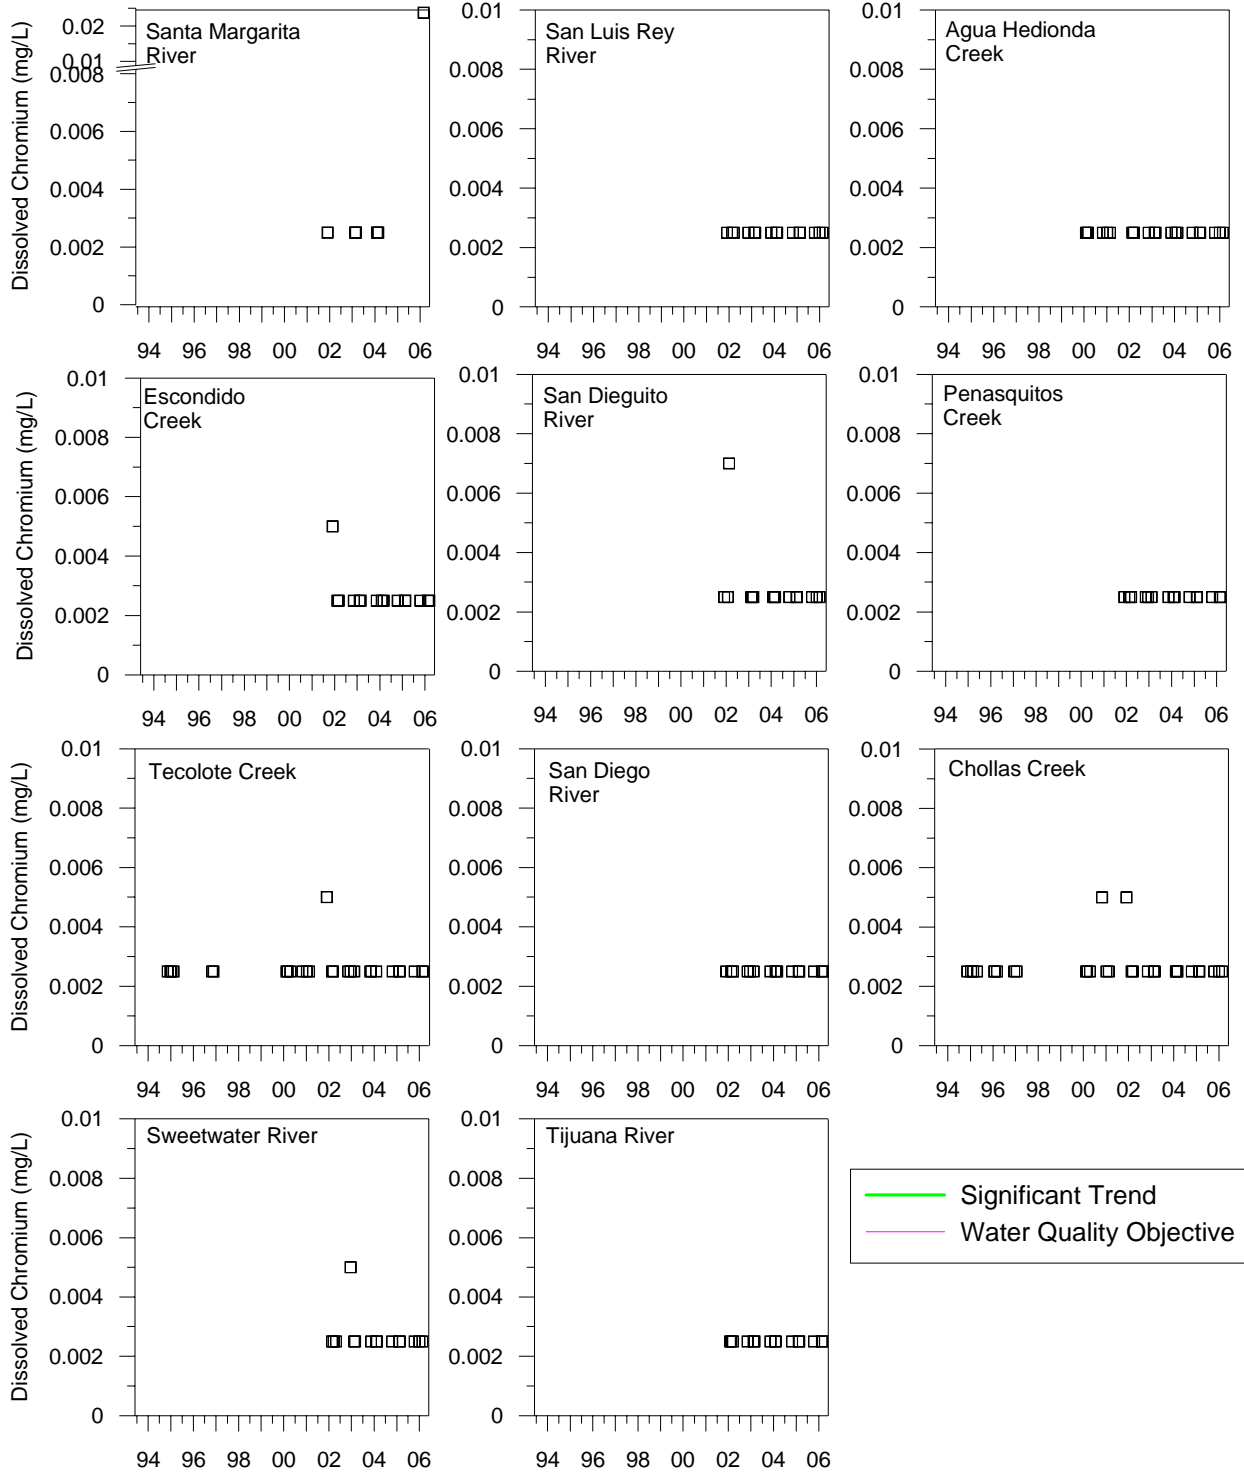 Dissolved Chromium (mg/L)
0.02
0.01
0.008
0.006
0.004
0.002
0
Santa Margarita
River
94 96 98 00 02 04 06
0.01
0.008
0.006
0.004
0.002
0
San Luis Rey
River
94 96 98 00 02 04 06
0.01
0.008
0.006
0.004
0.002
0
Agua Hedionda
Creek
94 96 98 00 02 04 06
Dissolved Chromium (mg/L)
0.01
0.008
0.006
0.004
0.002
0
Escondido
Creek
94 96 98 00 02 04 06
0.01
0.008
0.006
0.004
0.002
0
San Dieguito
River
94 96 98 00 02 04 06
0.01
0.008
0.006
0.004
0.002
0
Penasquitos
Creek
94 96 98 00 02 04 06
Dissolved Chromium (mg/L)
0.01
0.008
0.006
0.004
0.002
0
Tecolote Creek
94 96 98 00 02 04 06
0.01
0.008
0.006
0.004
0.002
0
San Diego
River
94 96 98 00 02 04 06
0.01
0.008
0.006
0.004
0.002
0
Chollas Creek
94 96 98 00 02 04 06
Dissolved Chromium (mg/L)
0.01
0.008
0.006
0.004
0.002
0
Sweetwater River
94 96 98 00 02 04 06
0.01
0.008
0.006
0.004
0.002
0
Tijuana River
94 96 98 00 02 04 06
Significant Trend
Water Quality Objective